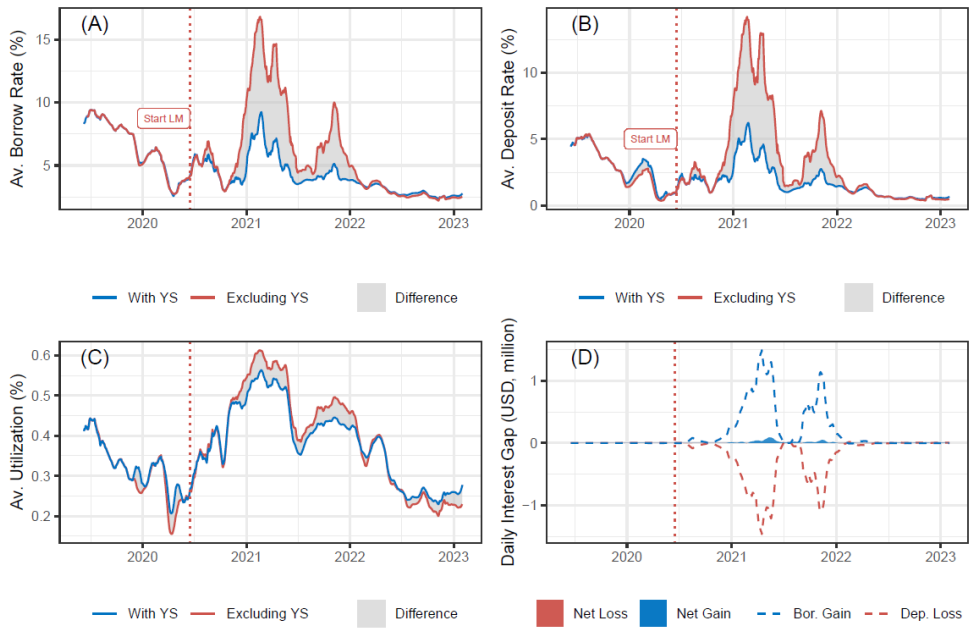 (A)
Av. Borrow Rate (%)
15
10
5
Start LM
2020 2021 2022 2023
With YS Excluding YS Difference
(B)
Av. Deposit Rate (%)
10
5
0
Start LM
2020 2021 2022 2023
With YS Excluding YS Difference
(C)
Av. Utilization (%)
0.6
0.5
0.4
0.3
0.2
2020 2021 2022 2023
With YS Excluding YS Difference
(D)
Daily Interest Gap (USD, million)
1
0
−1
2020 2021 2022 2023
Net Loss Net Gain Bor. Gain Dep. Loss